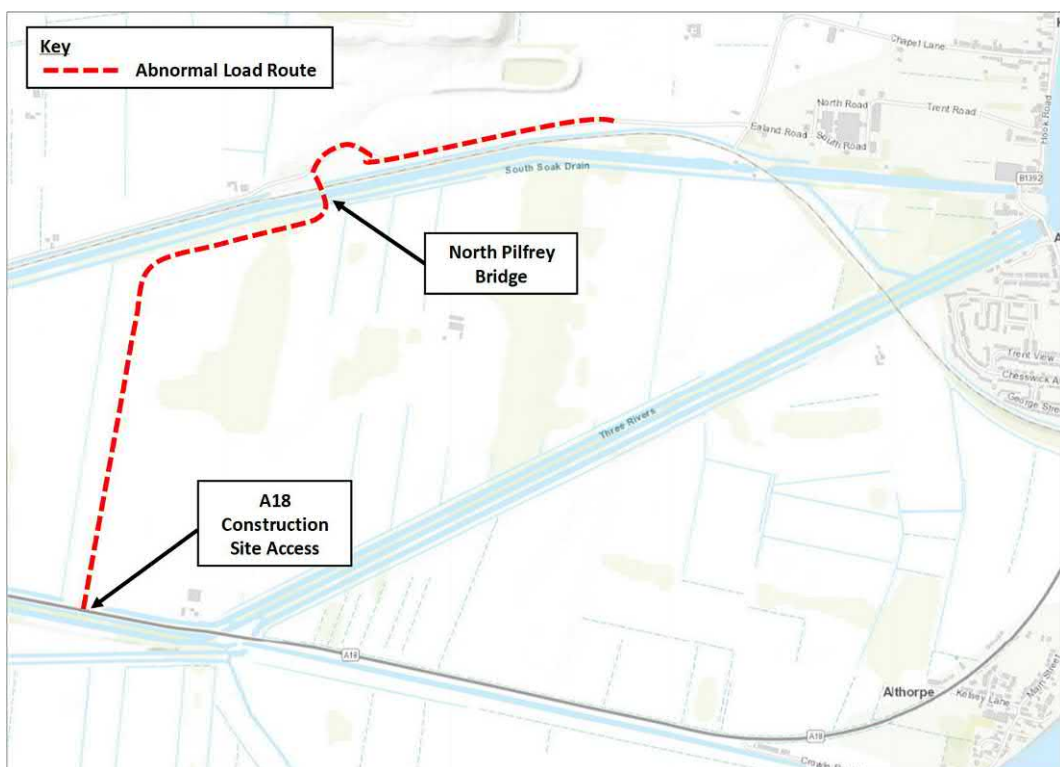 Key
Abnormal Load Route
Chapel Lane
North Road
Trent Road
Ealand Road
South Road
Hook Road
B1392
South Soak Drain
North Pilfrey
Bridge
Trent View
Chesswick A
George Stre
Three Rivers
A18
Construction
Site Access
A18
Althorpe
Kelsey Lane
Main Street
A18